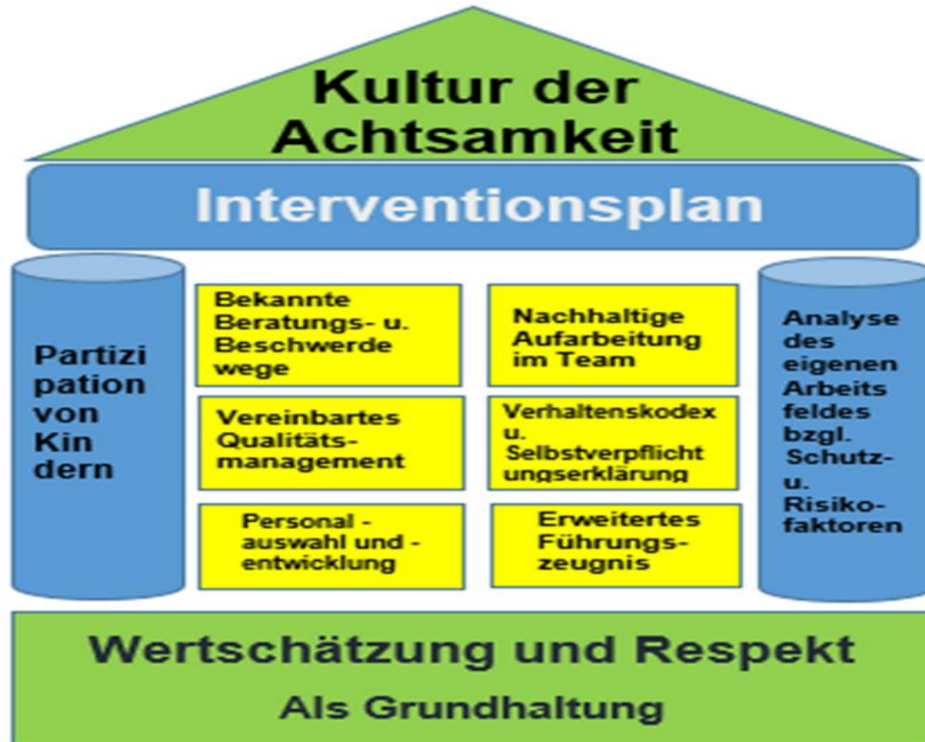 Kultur der
Achtsamkeit
Interventionsplan
Partizi
pation
von
Kin
dern
Bekannte
Beratungs- u.
Beschwerde
wege
Nachhaltige
Aufarbeitung
im Team
Vereinbartes
Qualitäts-
management
Verhaltenskodex
u.
Selbstverpflicht
ungserklärung
Personal -
auswahl und -
entwicklung
Erweitertes
Führungs-
zeugnis
Analyse
des
eigenen
Arbeits
feldes
bzgl.
Schutz-
u.
Risiko-
faktoren
Wertschätzung und Respekt
Als Grundhaltung